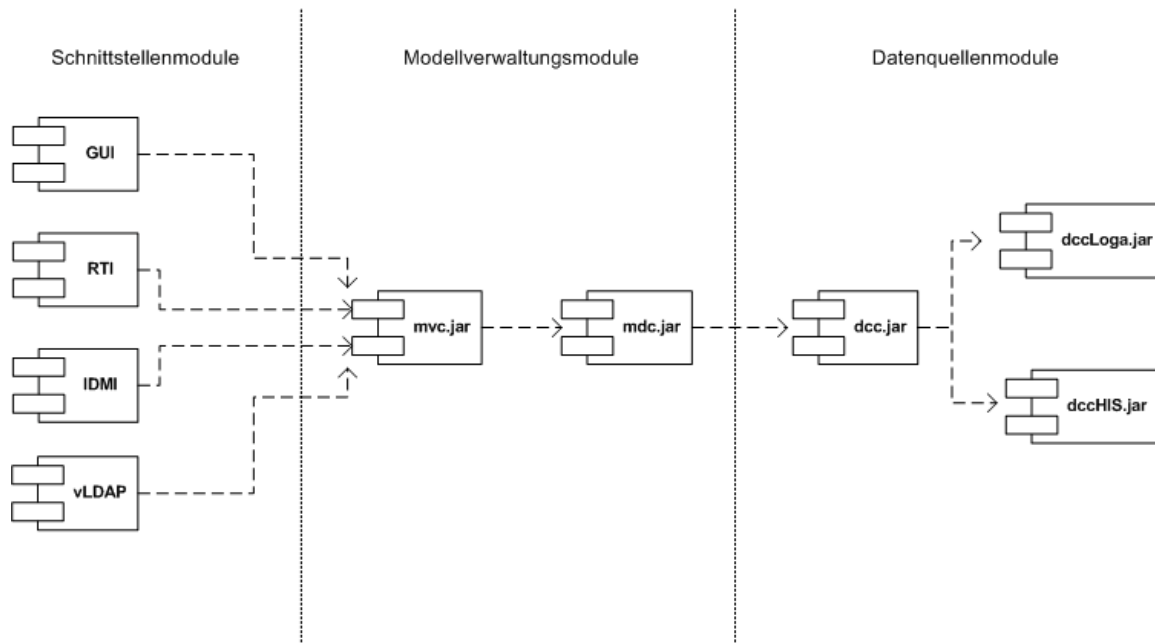 Schnittstellenmodule
Modellverwaltungsmodule
Datenquellenmodule
GUI
RTI
IDMI
vLDAP
mvc.jar
mdc.jar
dcc.jar
dccLoga.jar
dccHIS.jar